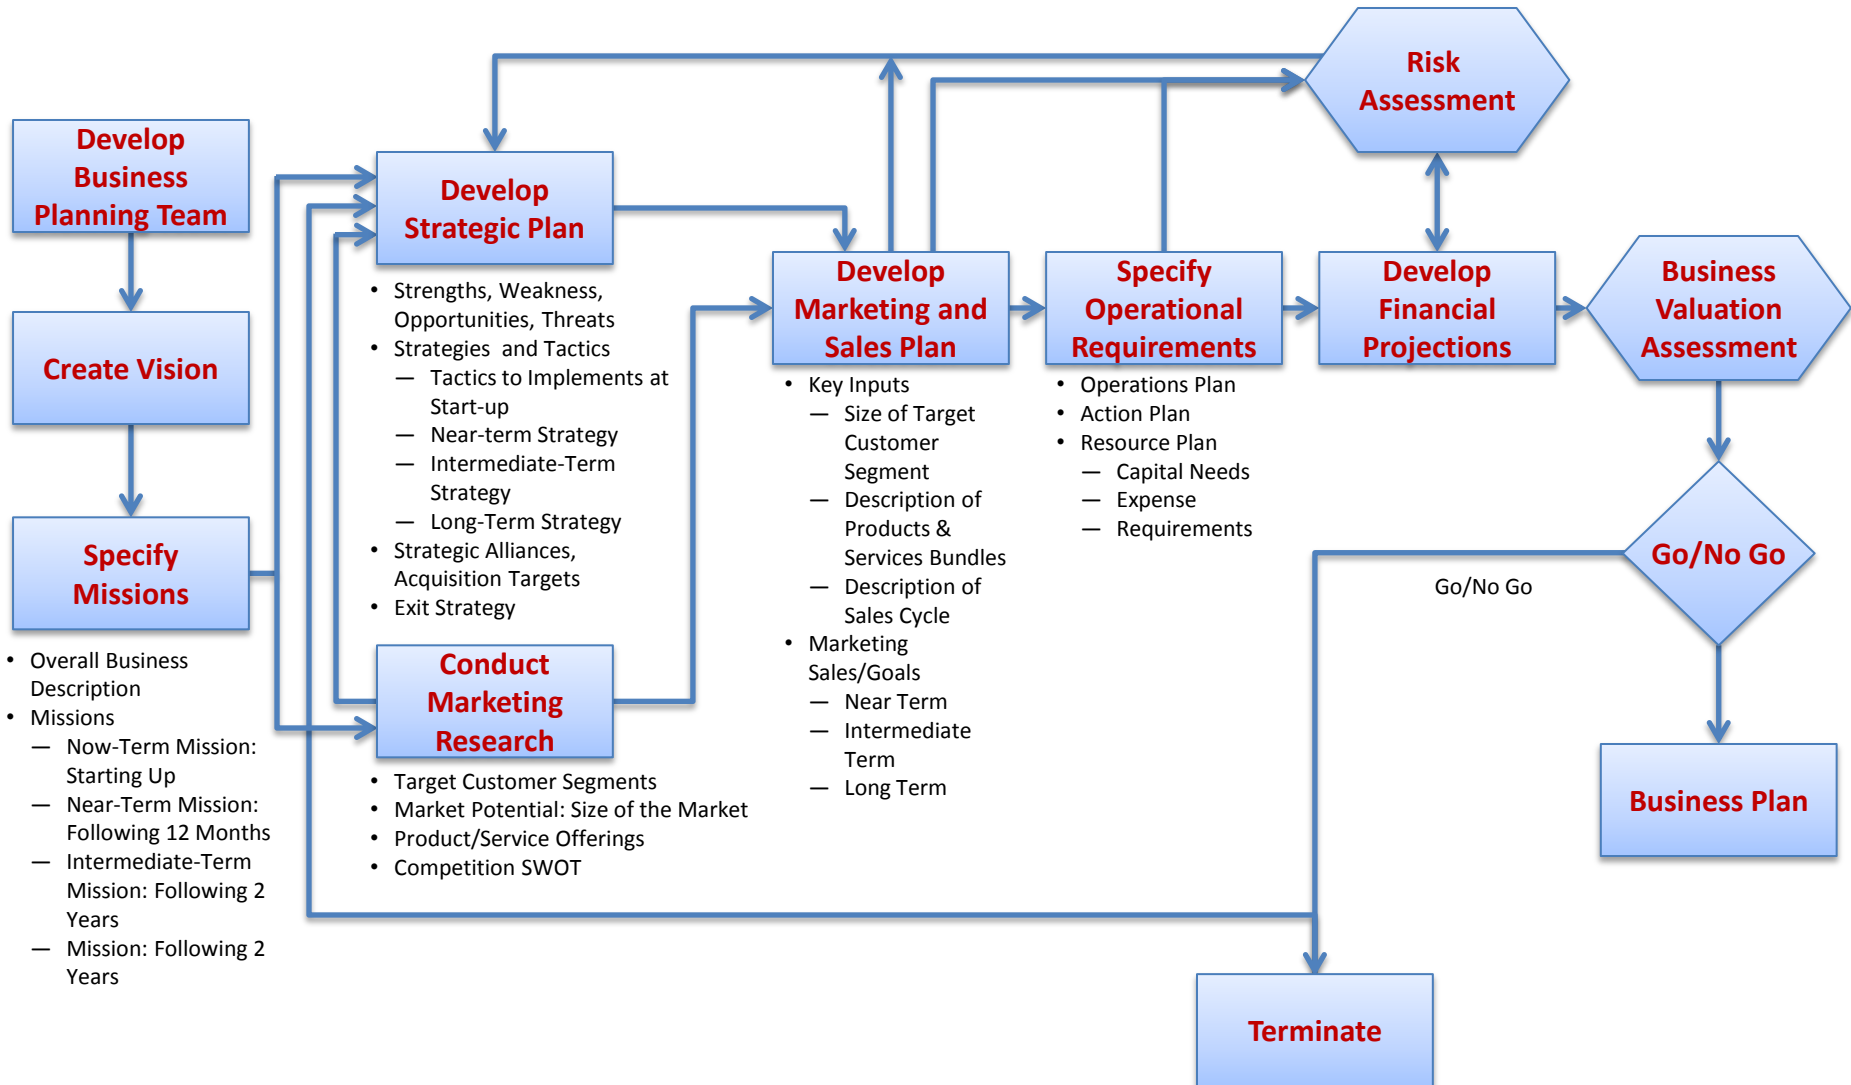 Develop
Business
Planning Team
Create Vision
Specify
Missions
• Overall Business
Description
• Missions
— Now-Term Mission:
Starting Up
— Near-Term Mission:
Following 12 Months
— Intermediate-Term
Mission: Following 2
Years
— Mission: Following 2
Years
Develop
Strategic Plan
• Strengths, Weakness,
Opportunities, Threats
• Strategies and Tactics
— Tactics to Implements at
Start-up
— Near-term Strategy
— Intermediate-Term
Strategy
— Long-Term Strategy
• Strategic Alliances,
Acquisition Targets
• Exit Strategy
Conduct
Marketing
Research
• Target Customer Segments
• Market Potential: Size of the Market
• Product/Service Offerings
• Competition SWOT
Develop
Marketing and
Sales Plan
• Key Inputs
— Size of Target
Customer
Segment
— Description of
Products &
Services Bundles
— Description of
Sales Cycle
• Marketing
Sales/Goals
— Near Term
— Intermediate
Term
— Long Term
Specify
Operational
Requirements
• Operations Plan
• Action Plan
• Resource Plan
— Capital Needs
— Expense
— Requirements
Risk
Assessment
Develop
Financial
Projections
Business
Valuation
Assessment
Go/No Go
Go/No Go
Business Plan
Terminate